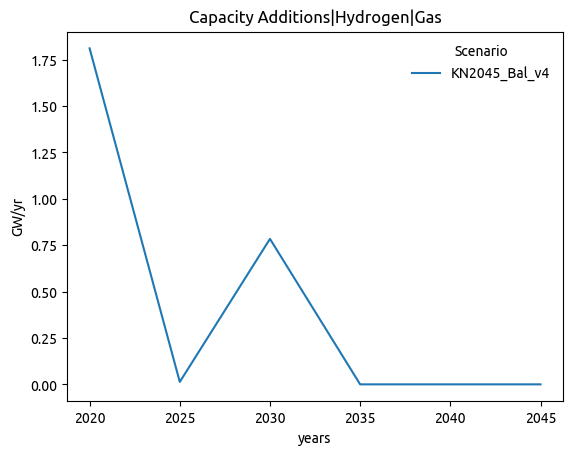 Capacity Additions|Hydrogen|Gas
Scenario
KN2045_Bal_v4
GW/yr
1.75
1.50
1.25
1.00
0.75
0.50
0.25
0.00
2020 2025 2030 2035 2040 2045
years